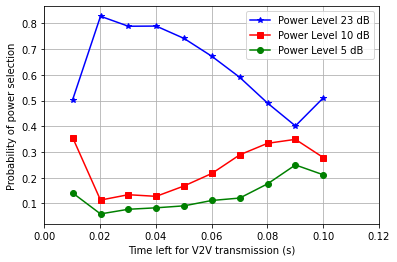 Power Level 23 dB
Power Level 10 dB
Power Level 5 dB
Probability of power selection
0.8
0.7
0.6
0.5
0.4
0.3
0.2
0.1
0.00 0.02 0.04 0.06 0.08 0.10 0.12
Time left for V2V transmission (s)